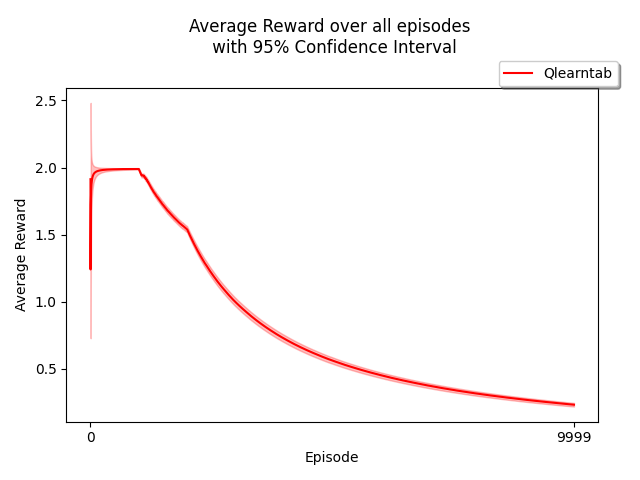 Average Reward over all episodes
with 95% Confidence Interval
Qlearntab
2.5
2.0
1.5
1.0
0.5
Average Reward
0 9999
Episode